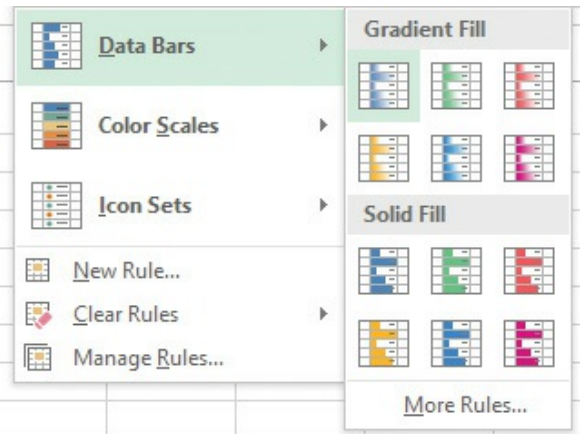 Data Bars
Color Scales
Icon Sets
New Rule...
Clear Rules
Manage Rules...
Gradient Fill
Solid Fill
More Rules...